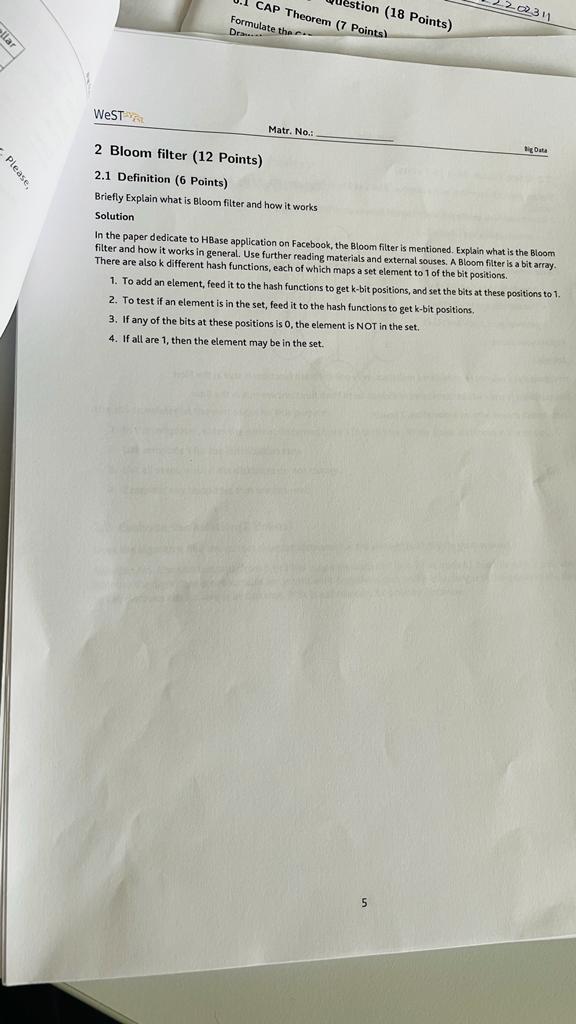 Question (18 Points)
2202311
6.1 CAP Theorem (7 Points)
Formulate the
Please,
WeST
Matr. No.:
Big Data
2 Bloom filter (12 Points)
2.1 Definition (6 Points)
Briefly Explain what is Bloom filter and how it works
Solution
In the paper dedicate to HBase application on Facebook, the Bloom filter is mentioned. Explain what is the Bloom
filter and how it works in general. Use further reading materials and external souses. A Bloom filter is a bit array.
There are also k different hash functions, each of which maps a set element to 1 of the bit positions.
1. To add an element, feed it to the hash functions to get k-bit positions, and set the bits at these positions to 1.
2. To test if an element is in the set, feed it to the hash functions to get k-bit positions.
3. If any of the bits at these positions is 0, the element is NOT in the set.
4. If all are 1, then the element may be in the set.
5